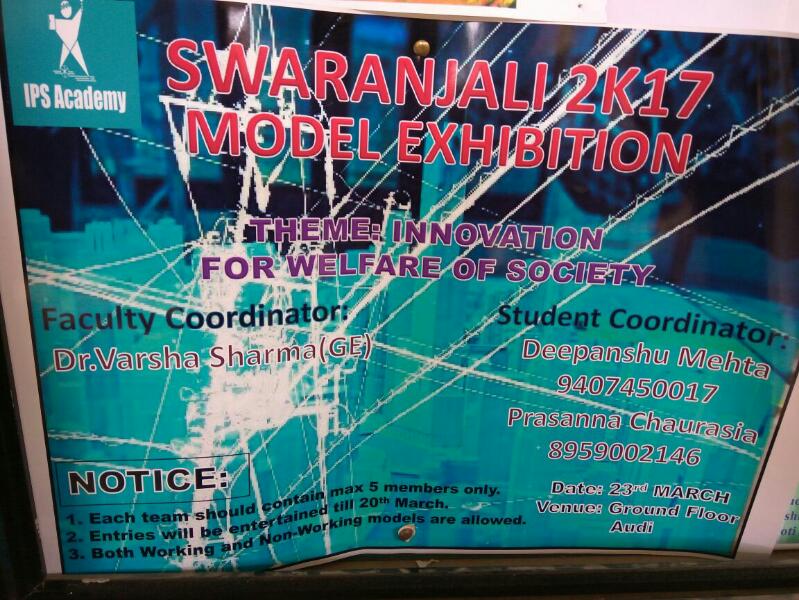 IPS Academy
SWARANJALI 2K17
MODEL EXHIBITION
THEME: INNOVATION
FOR WELFARE OF SOCIETY
Faculty Coordinator:
Dr.Varsha Sharma(GE)
Student Coordinator:
Deepanshu Mehta
9407450017
Prasanna Chaurasia
8959002146
NOTICE:
1. Each team should contain max 5 members only.
2. Entries will be entertained till 20th March.
3. Both Working and Non-Working models are allowed.
Date: 23rd MARCH
Venue: Ground Floor
Audi